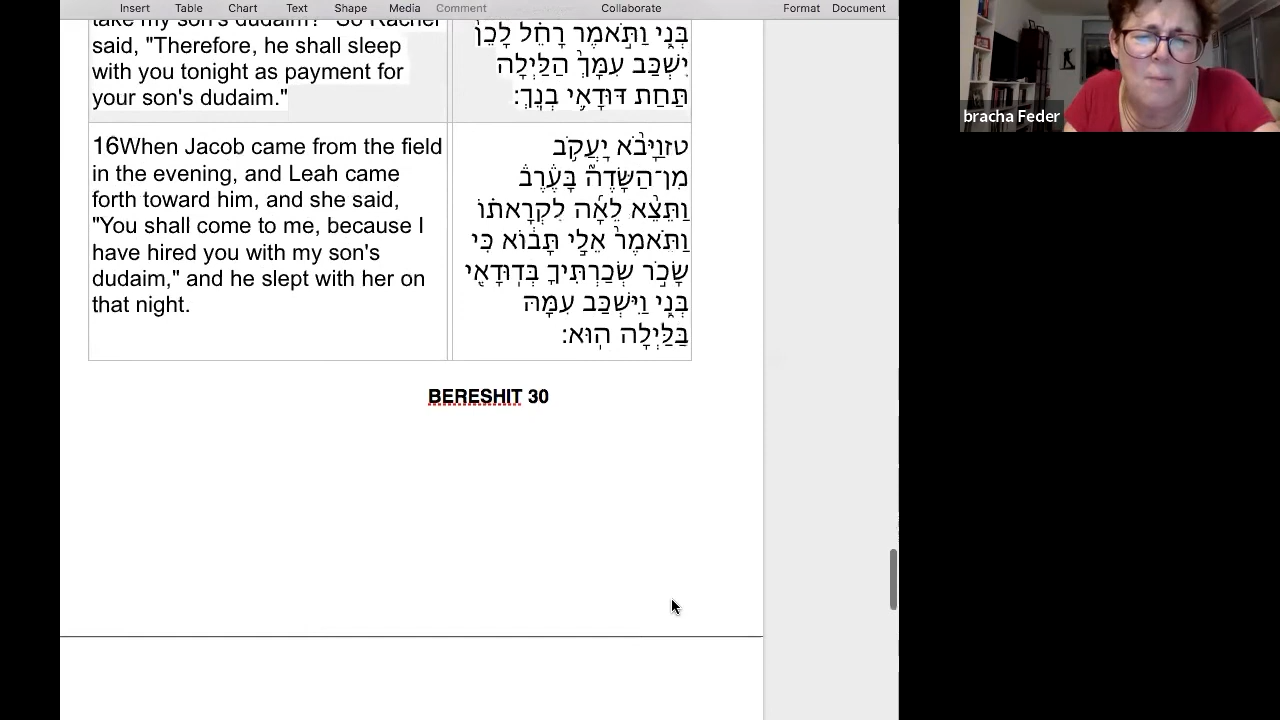 Insert Table Chart Text Shape Media Comment Collaborate Format Document
take my son's dudaim?" So Rachel
said, "Therefore, he shall sleep
with you tonight as payment for
your son's dudaim."
בְּנִ֑י וַתֹּ֣אמֶר רָחֵ֗ל לָכֵן֙
יִשְׁכַּ֤ב עִמָּךְ֙ הַלַּ֔יְלָה
תַּ֖חַת דּוּדָאֵ֥י בְנֵֽךְ:
16When Jacob came from the field
in the evening, and Leah came
forth toward him, and she said,
"You shall come to me, because I
have hired you with my son's
dudaim," and he slept with her on
that night.
טזוַיָּבֹ֨א יַעֲקֹ֣ב
מִן־הַשָּׂדֶה֘ בָּעֶ֒רֶב֒
וַתֵּצֵ֨א לֵאָ֜ה לִקְרָאת֗וֹ
וַתֹּ֨אמֶר֙ אֵלַ֣י תָּב֔וֹא כִּ֚י
שָׂכֹ֣ר שְׂכַרְתִּ֔יךָ בְּדֽוּדָאֵ֖י
בְּנִ֑י וַיִּשְׁכַּ֥ב עִמָּ֖הּ
בַּלַּ֥יְלָה הֽוּא:
BERESHIT 30
bracha Feder